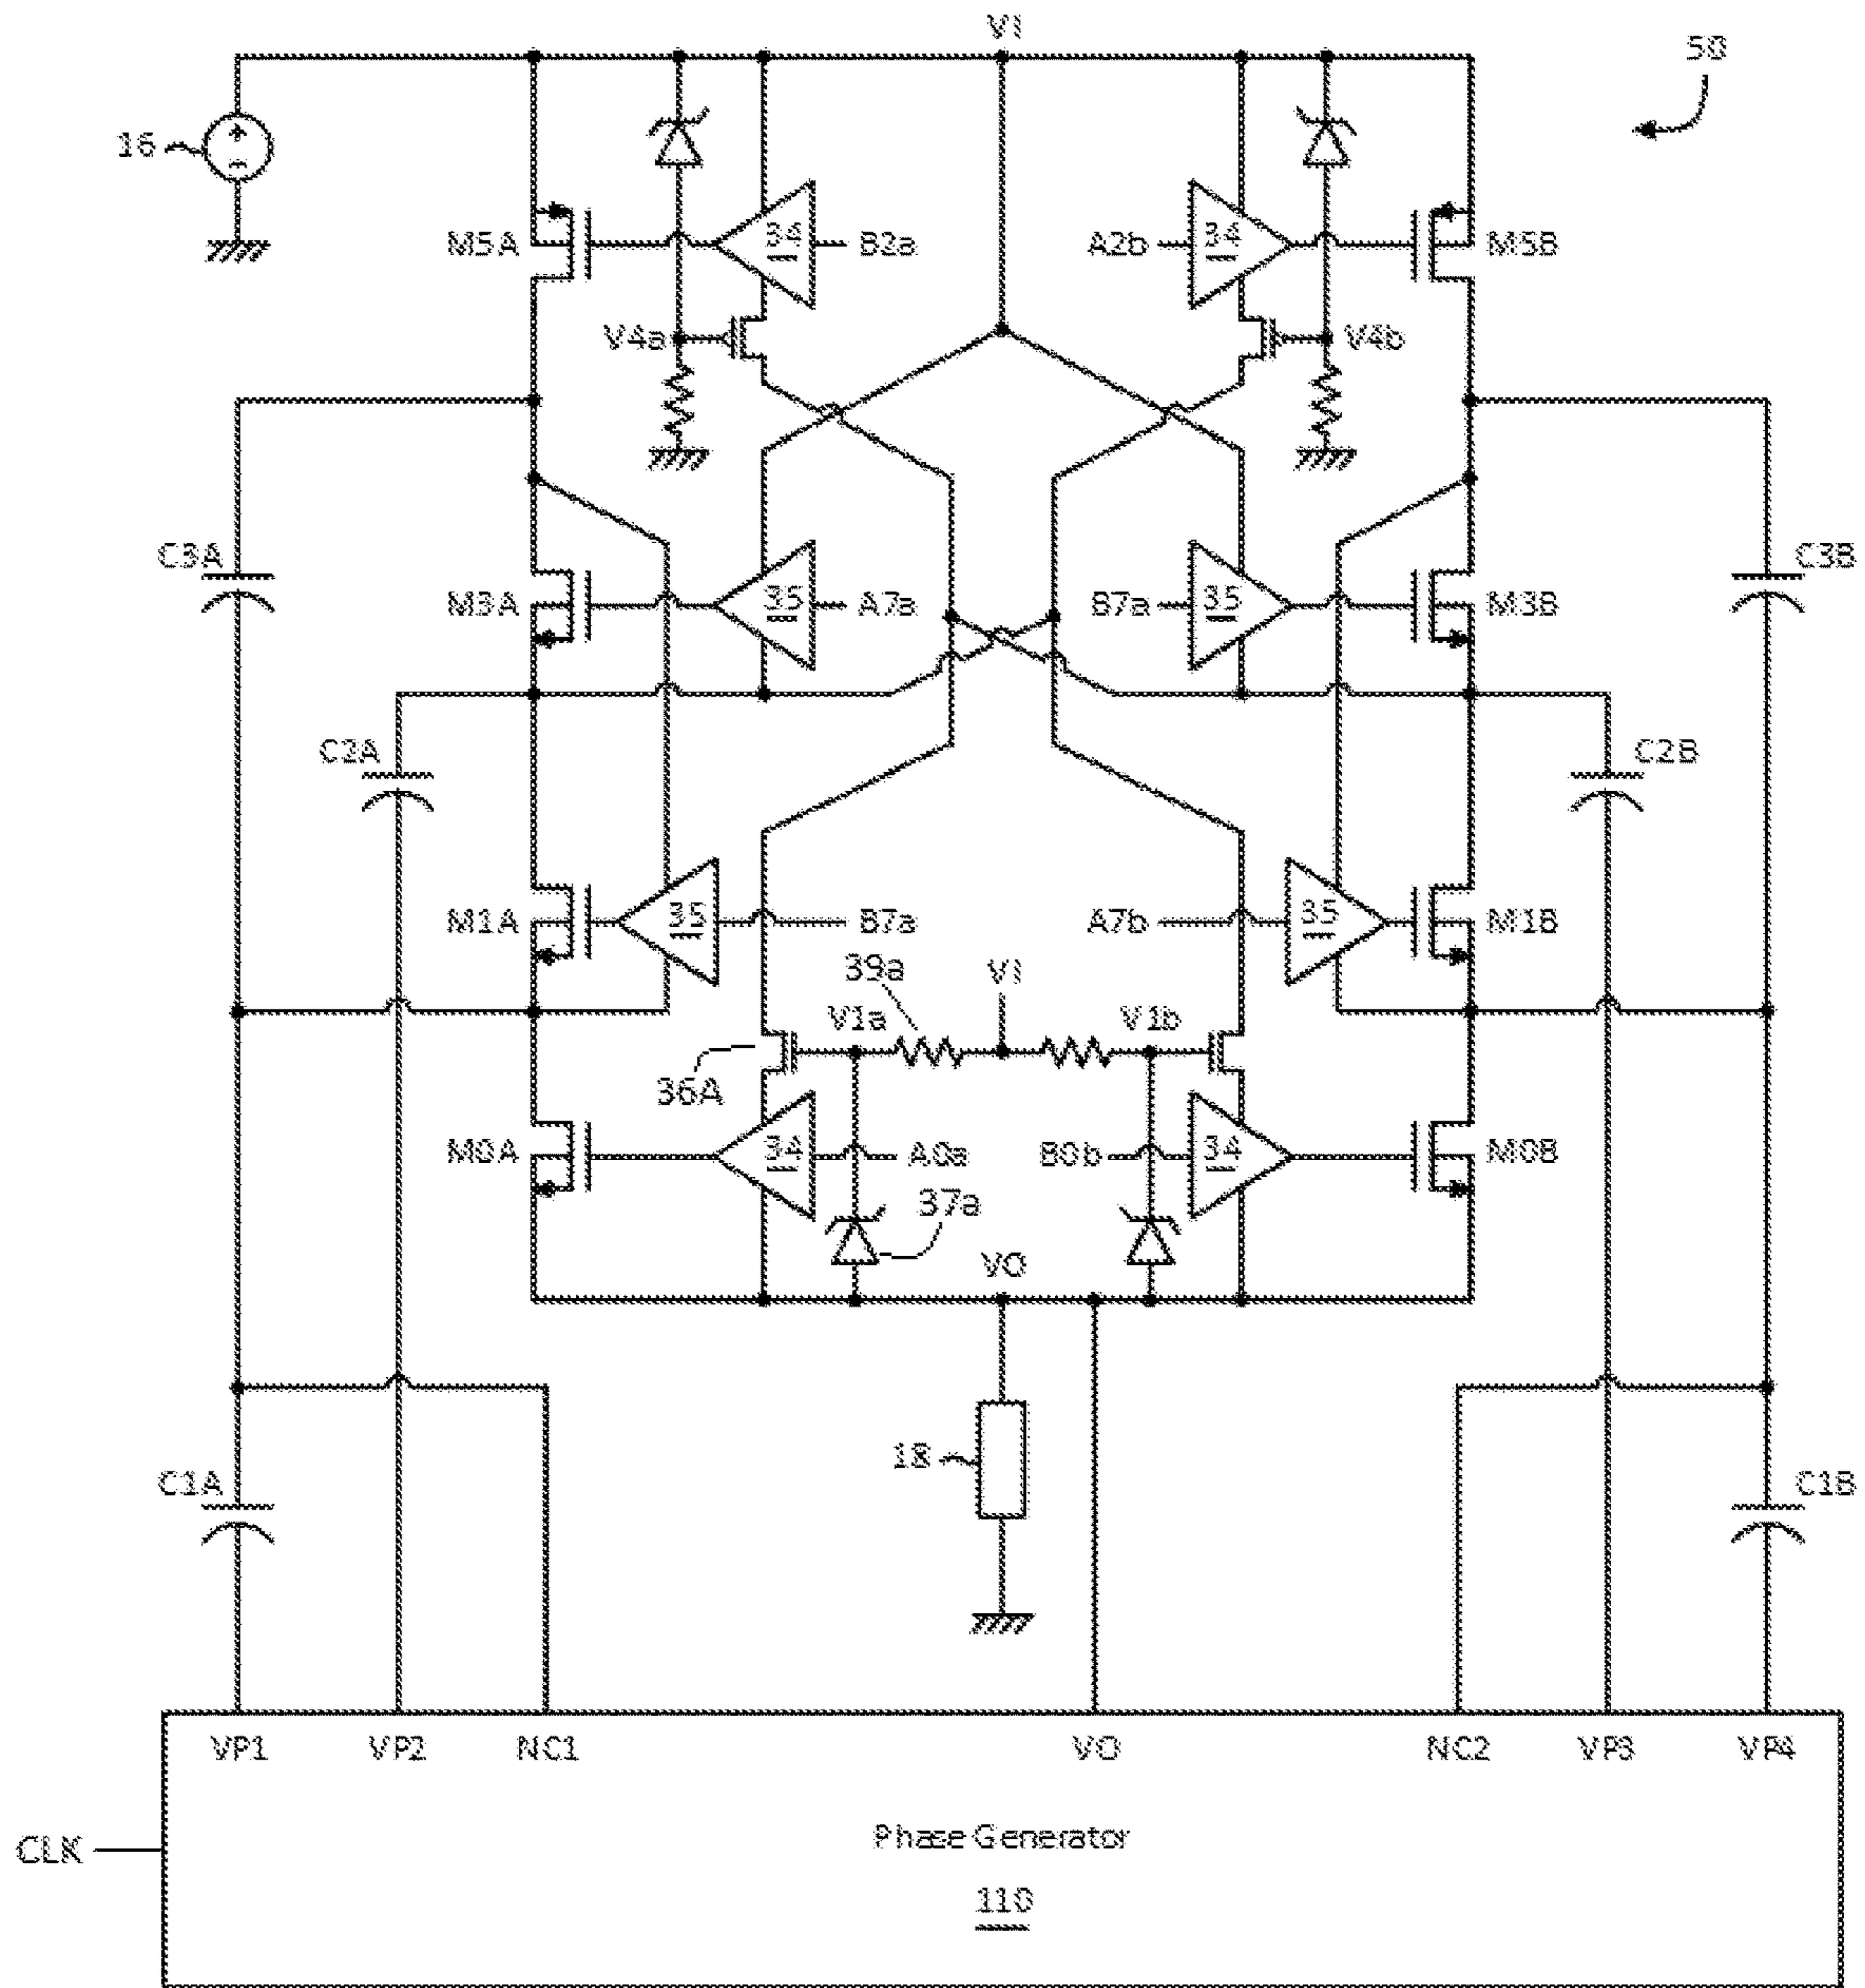 VI
50
16
M5A
34
B2a
A2b
34
M5B
V4a
V4b
C3A
M3A
35
A7a
B7a
35
M3B
C3B
C2A
C2B
M1A
35
B7a
A7b
35
M1B
39a
VI
V1a
V1b
36A
M0A
34
A0a
B0b
34
M0B
37a
VO
18
C1A
C1B
VP1
VP2
NC1
VO
NC2
VP3
VP4
CLK
Phase Generator
110